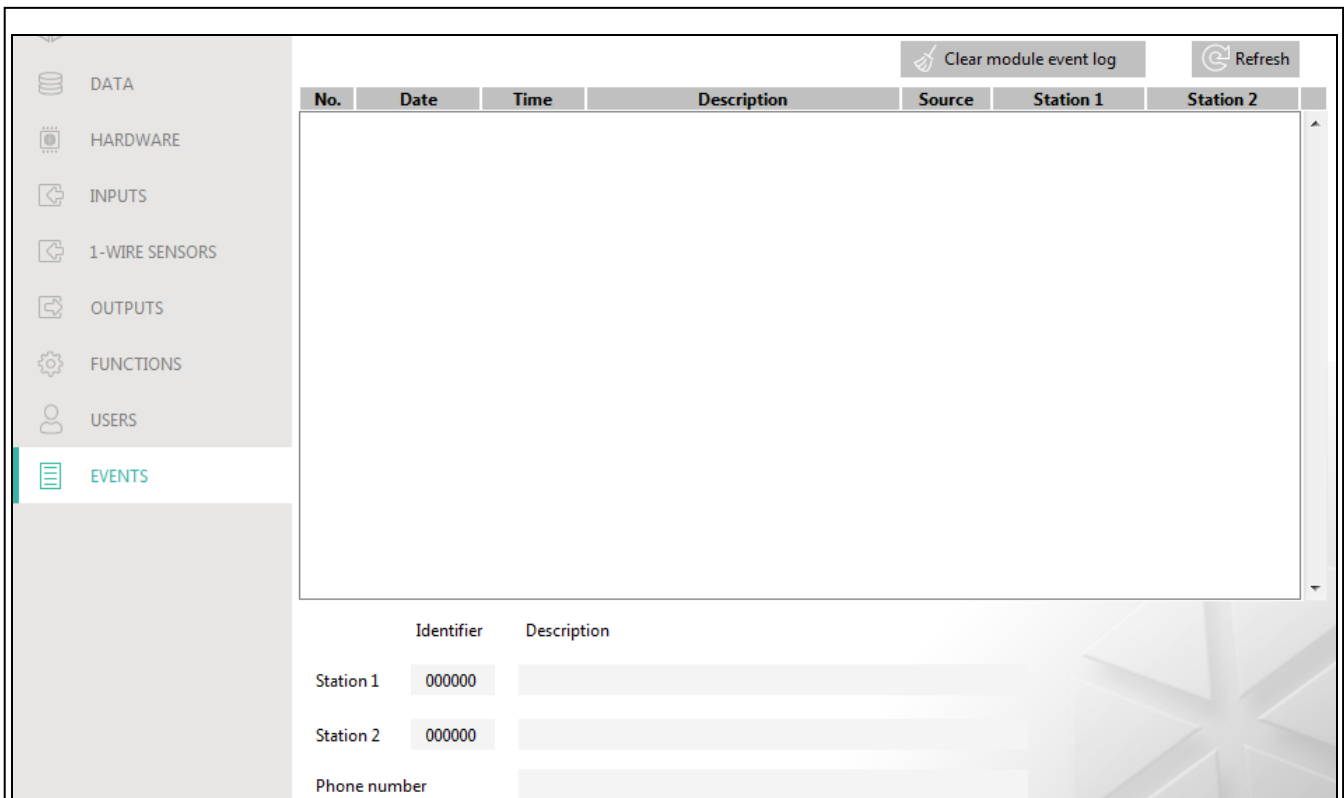 Clear module event log
Refresh
DATA
No. Date Time Description Source Station 1 Station 2
HARDWARE
INPUTS
1-WIRE SENSORS
OUTPUTS
FUNCTIONS
USERS
EVENTS
Identifier Description
Station 1 000000
Station 2 000000
Phone number